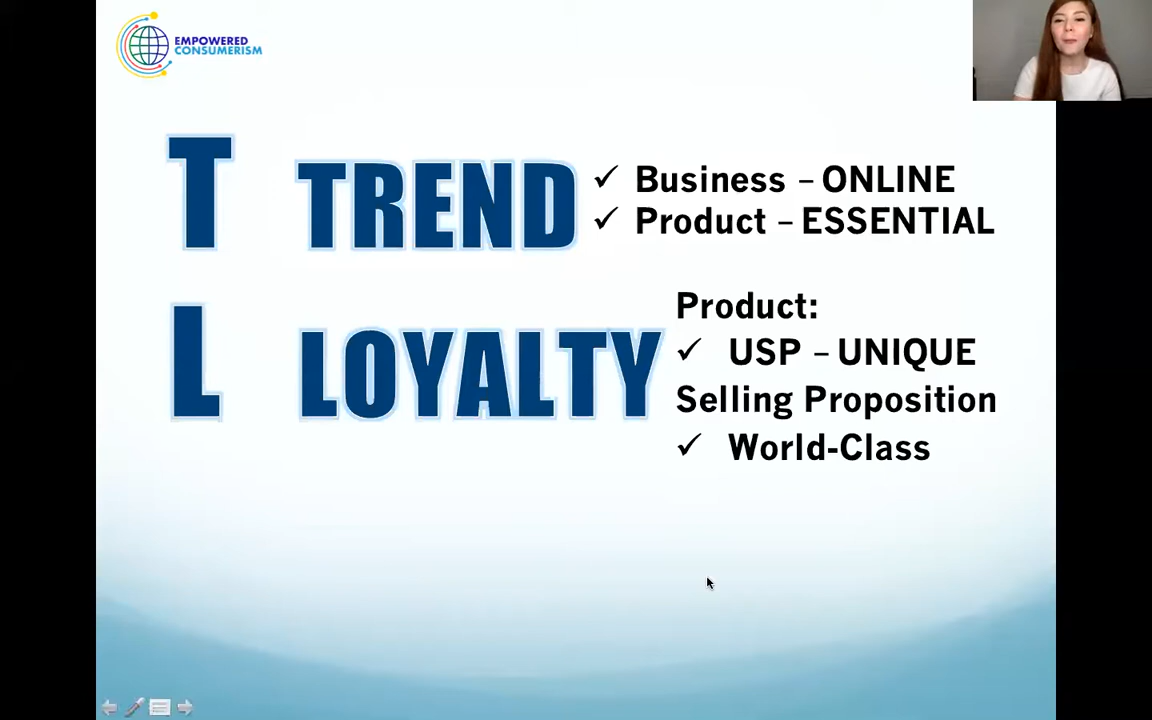 EMPOWERED
CONSUMERISM
T TREND
✓ Business – ONLINE
✓ Product – ESSENTIAL
L LOYALTY
Product:
✓ USP – UNIQUE
Selling Proposition
✓ World-Class